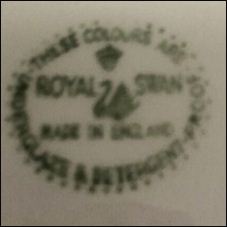 THESE COLOURS ARE
ROYAL SWAN
MADE IN ENGLAND
UNDERGLAZE & DETERGENT PROOF